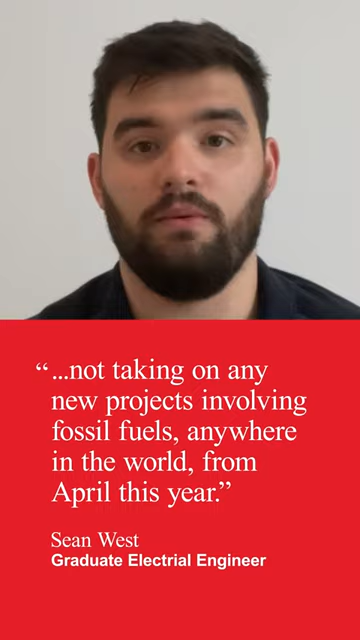 “...not taking on any
new projects involving
fossil fuels, anywhere
in the world, from
April this year.”
Sean West
Graduate Electrial Engineer